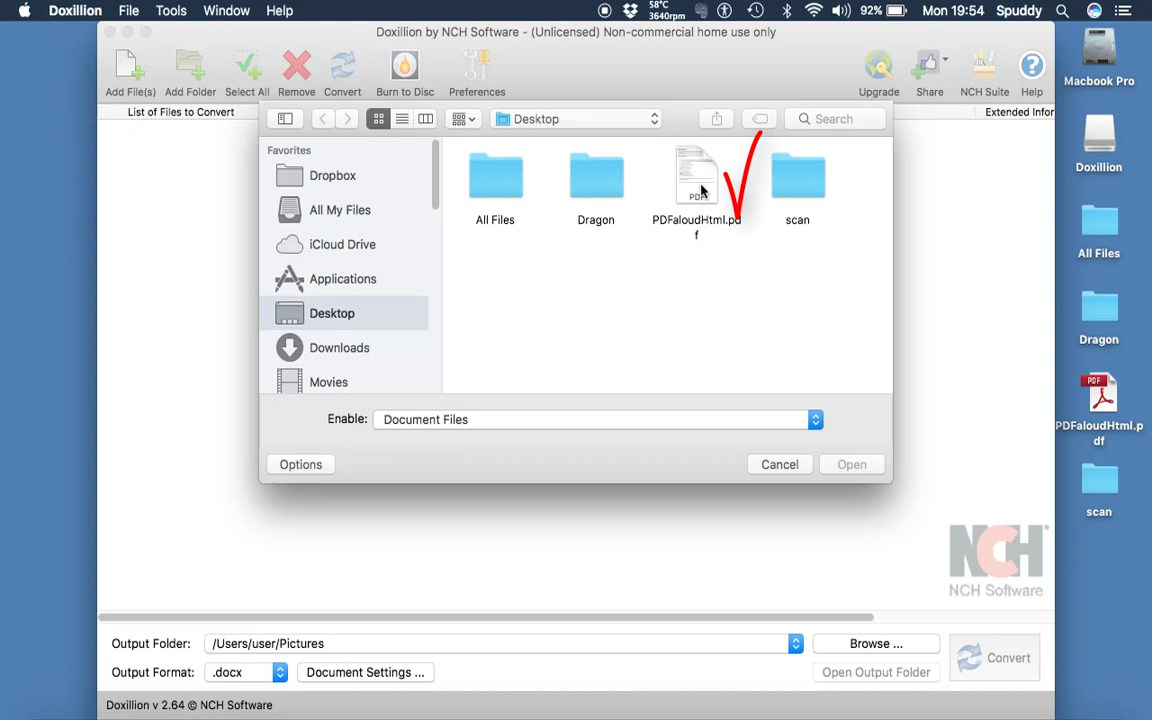 Doxillion File Tools Window Help 58°C 3640rpm 92% Mon 19:54 Spuddy
Doxillion by NCH Software - (Unlicensed) Non-commercial home use only
Add File(s) Add Folder Select All Remove Convert Burn to Disc Preferences Upgrade Share NCH Suite Help
List of Files to Convert Extended Infor
Desktop Search
Favorites
Dropbox
All My Files
iCloud Drive
Applications
Desktop
Downloads
Movies
All Files Dragon PDFaloudHtml.pd scan
f
Enable: Document Files
Options Cancel Open
Macbook Pro
Doxillion
All Files
Dragon
PDF
PDFaloudHtml.p
df
scan
NCH
NCH Software
Output Folder: /Users/user/Pictures Browse ... Convert
Output Format: .docx Document Settings ... Open Output Folder
Doxillion v 2.64 © NCH Software